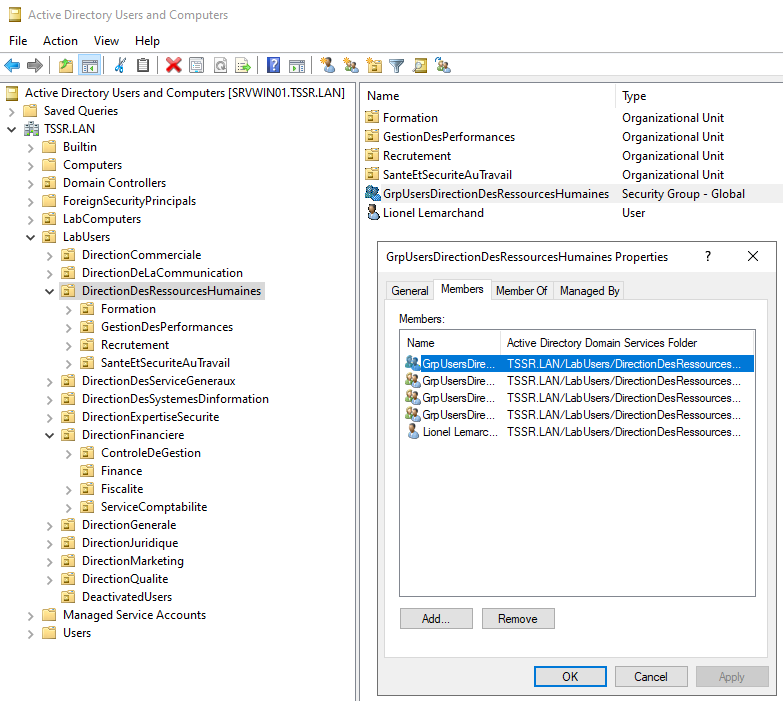 Active Directory Users and Computers
File Action View Help
Active Directory Users and Computers [SRVWIN01.TSSR.LAN]
Saved Queries
TSSR.LAN
Builtin
Computers
Domain Controllers
ForeignSecurityPrincipals
LabComputers
LabUsers
DirectionCommerciale
DirectionDeLaCommunication
DirectionDesRessourcesHumaines
Formation
GestionDesPerformances
Recrutement
SanteEtSecuriteAuTravail
DirectionDesServiceGeneraux
DirectionDesSystemesDinformation
DirectionExpertiseSecurite
DirectionFinanciere
ControleDeGestion
Finance
Fiscalite
ServiceComptabilite
DirectionGenerale
DirectionJuridique
DirectionMarketing
DirectionQualite
DeactivatedUsers
Managed Service Accounts
Users
Name Type
Formation Organizational Unit
GestionDesPerformances Organizational Unit
Recrutement Organizational Unit
SanteEtSecuriteAuTravail Organizational Unit
GrpUsersDirectionDesRessourcesHumaines Security Group - Global
Lionel Lemarchand User
GrpUsersDirectionDesRessourcesHumaines Properties ?
General Members Member Of Managed By
Members:
Name Active Directory Domain Services Folder
GrpUsersDire... TSSR.LAN/LabUsers/DirectionDesRessources...
GrpUsersDire... TSSR.LAN/LabUsers/DirectionDesRessources...
GrpUsersDire... TSSR.LAN/LabUsers/DirectionDesRessources...
GrpUsersDire... TSSR.LAN/LabUsers/DirectionDesRessources...
Lionel Lemarc... TSSR.LAN/LabUsers/DirectionDesRessources...
Add... Remove
OK Cancel Apply